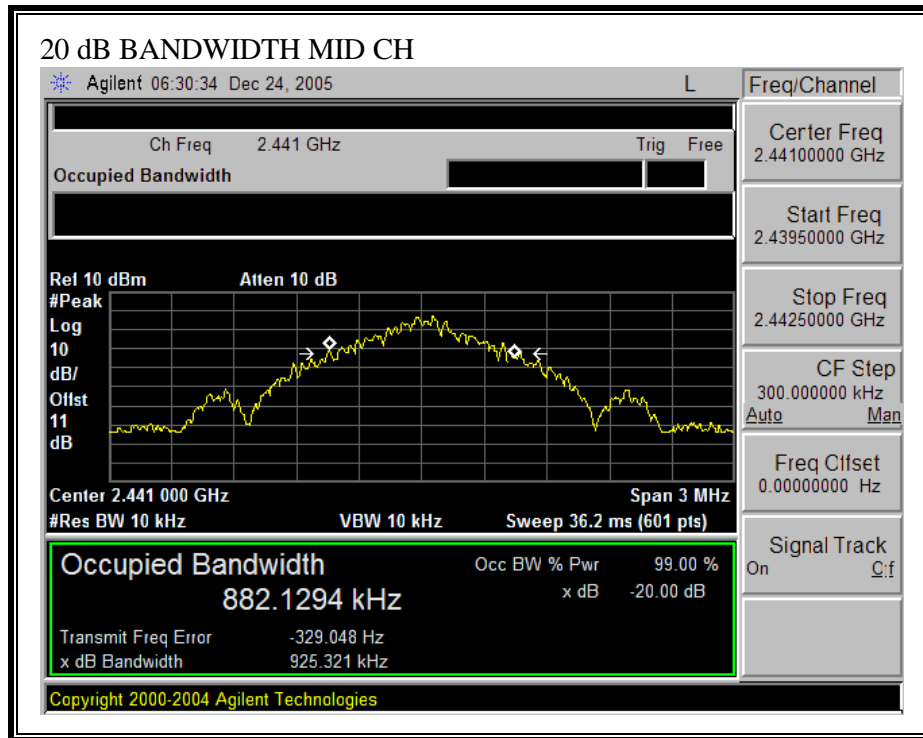 20 dB BANDWIDTH MID CH
Agilent 06:30:34 Dec 24, 2005 L
Freq/Channel
Ch Freq 2.441 GHz Trig Free
Occupied Bandwidth
Center Freq
2.44100000 GHz
Start Freq
2.43950000 GHz
Stop Freq
2.44250000 GHz
CF Step
300.000000 kHz
Auto Man
Freq Offset
0.00000000 Hz
Signal Track
On Off
Ref 10 dBm Atten 10 dB
#Peak
Log
10
dB/
Offst
11
dB
Center 2.441 000 GHz Span 3 MHz
#Res BW 10 kHz VBW 10 kHz Sweep 36.2 ms (601 pts)
Occupied Bandwidth Occ BW % Pwr 99.00 %
882.1294 kHz x dB -20.00 dB
Transmit Freq Error -329.048 Hz
x dB Bandwidth 925.321 kHz
Copyright 2000-2004 Agilent Technologies